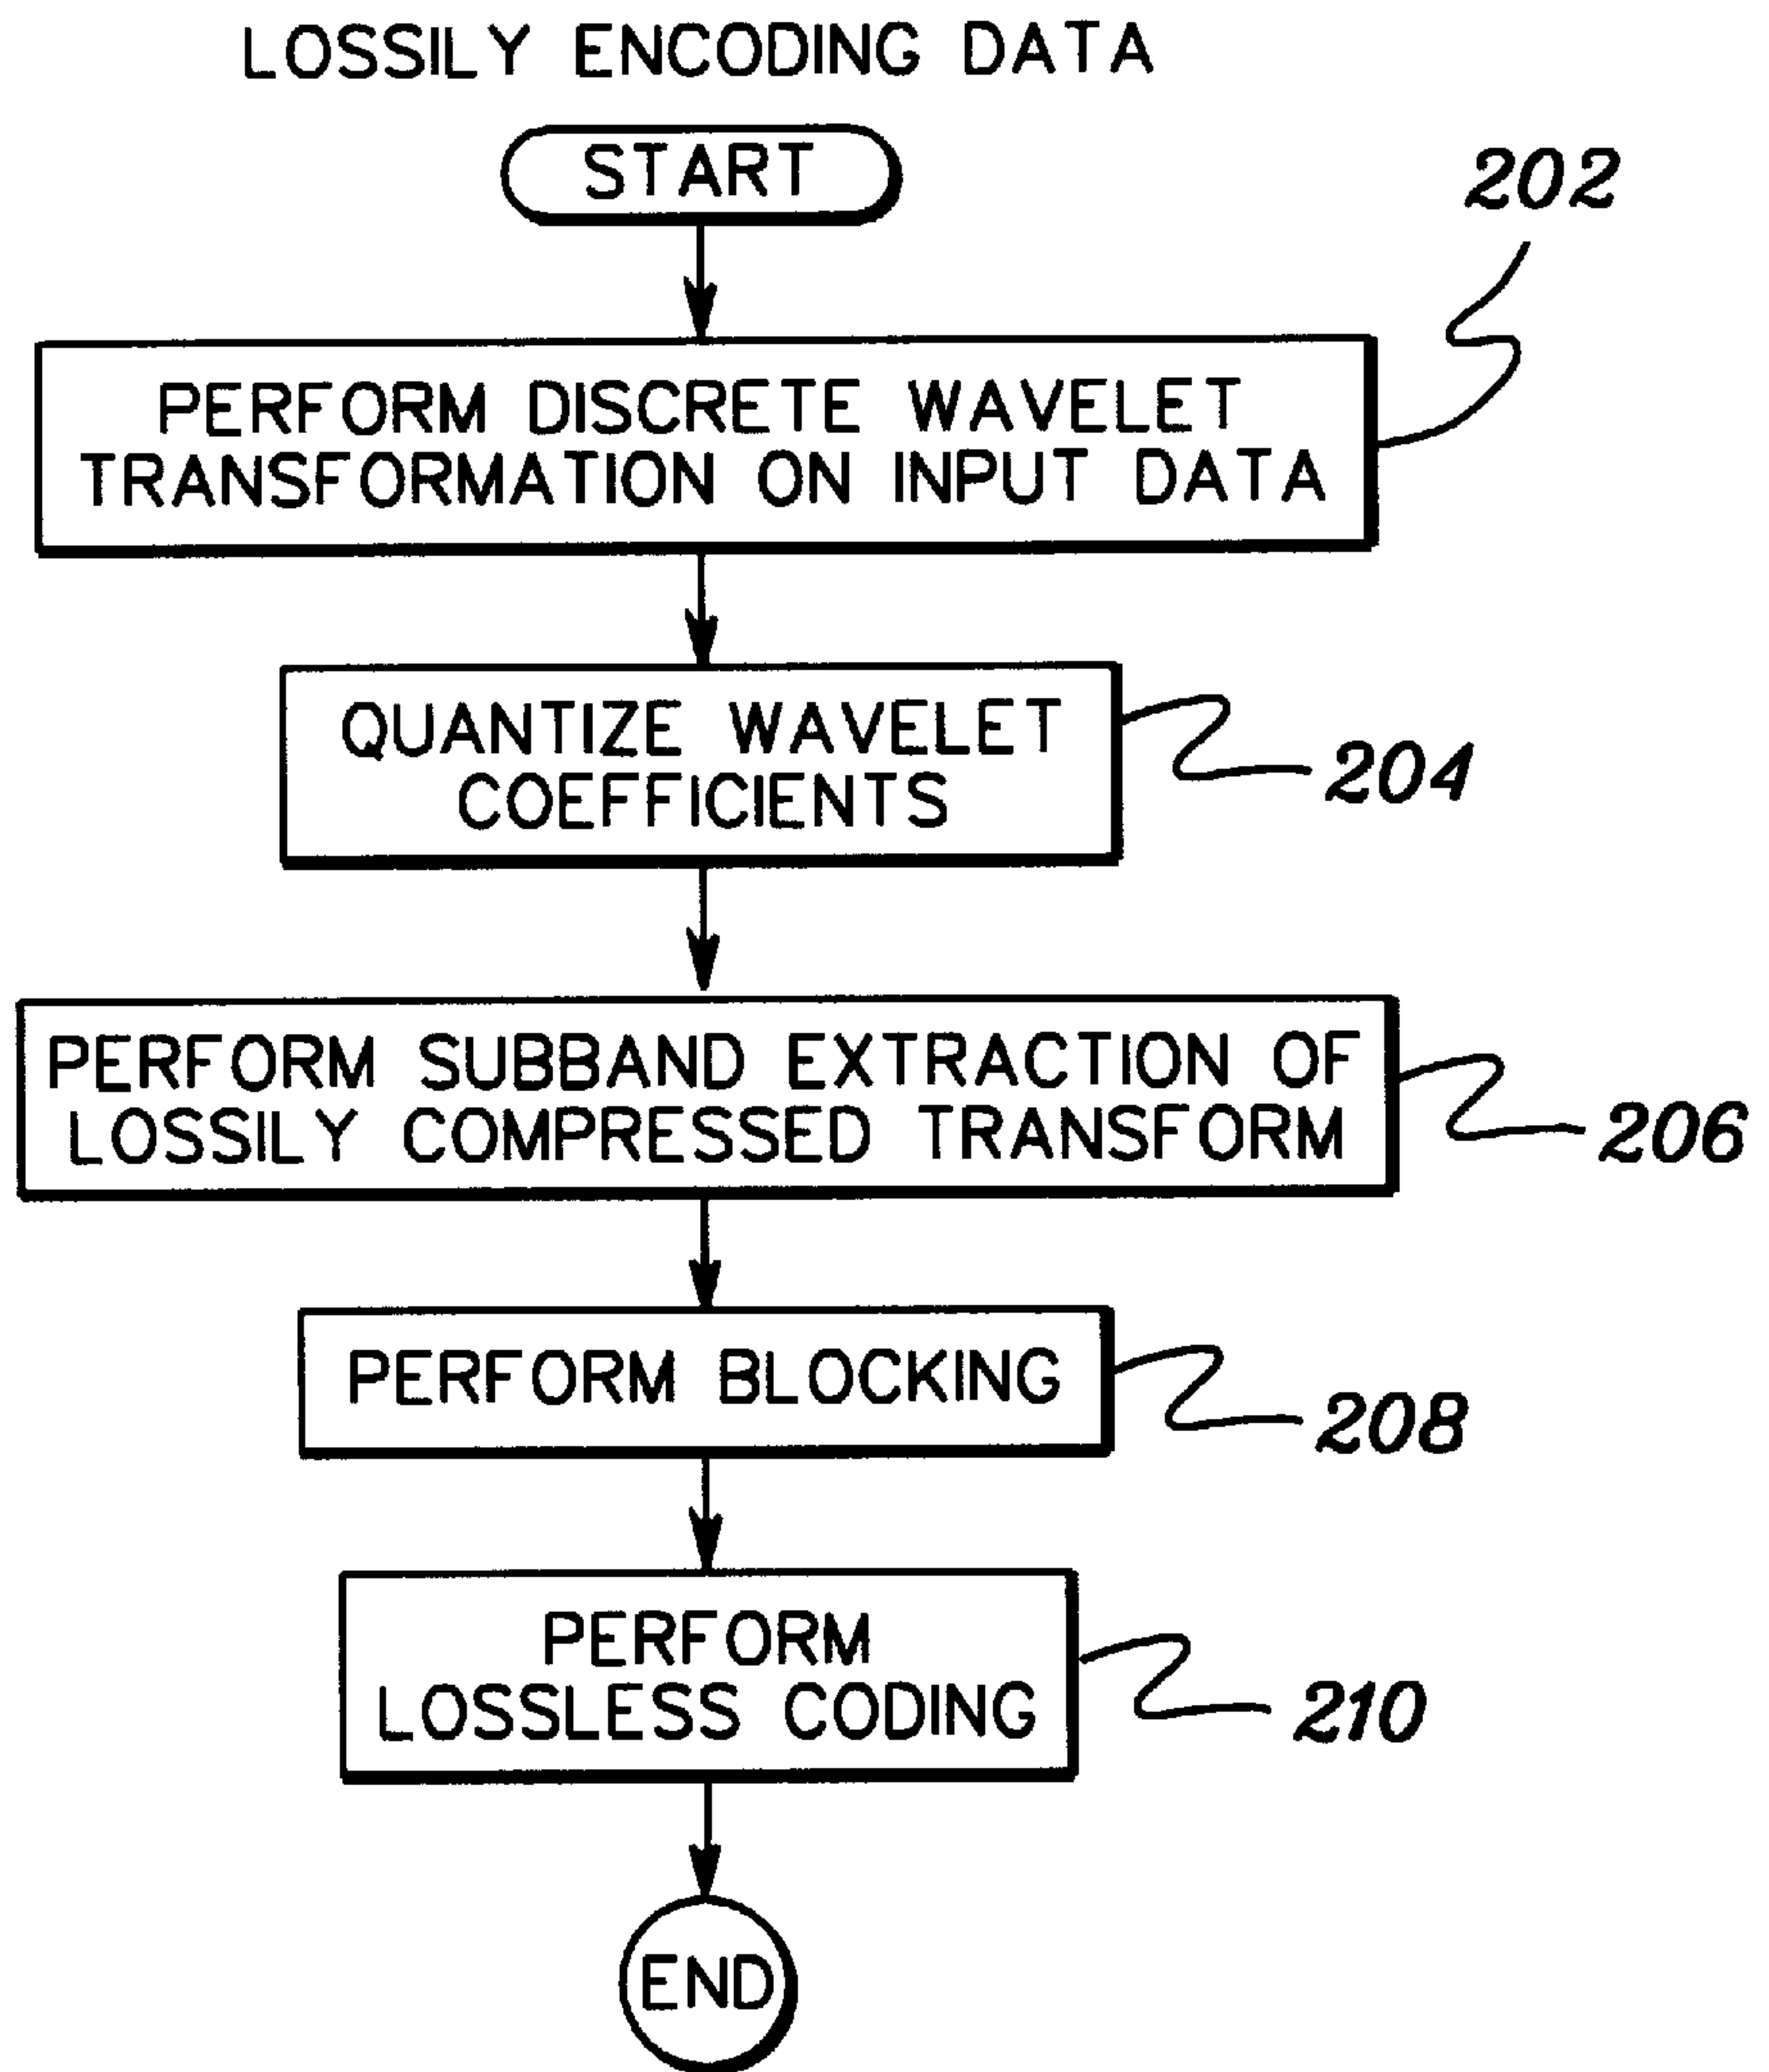 LOSSILY ENCODING DATA
START
202
PERFORM DISCRETE WAVELET
TRANSFORMATION ON INPUT DATA
QUANTIZE WAVELET
COEFFICIENTS
204
PERFORM SUBBAND EXTRACTION OF
LOSSILY COMPRESSED TRANSFORM
206
PERFORM BLOCKING
208
PERFORM
LOSSLESS CODING
210
END